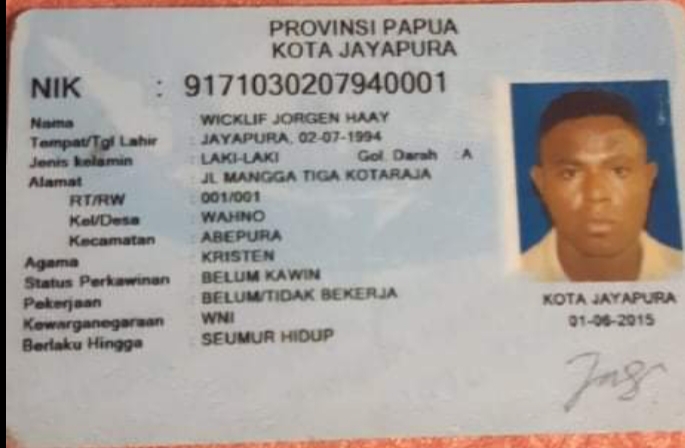 PROVINSI PAPUA
KOTA JAYAPURA
NIK : 9171030207940001
Nama : WICKLIF JORGEN HAAY
Tempat/Tgl Lahir : JAYAPURA, 02-07-1994
Jenis kelamin : LAKI-LAKI Gol. Darah : A
Alamat : JL MANGGA TIGA KOTARAJA
RT/RW : 001/001
Kel/Desa : WAHNO
Kecamatan : ABEPURA
Agama : KRISTEN
Status Perkawinan : BELUM KAWIN
Pekerjaan : BELUM/TIDAK BEKERJA
Kewarganegaraan : WNI
Berlaku Hingga : SEUMUR HIDUP
KOTA JAYAPURA
01-06-2015